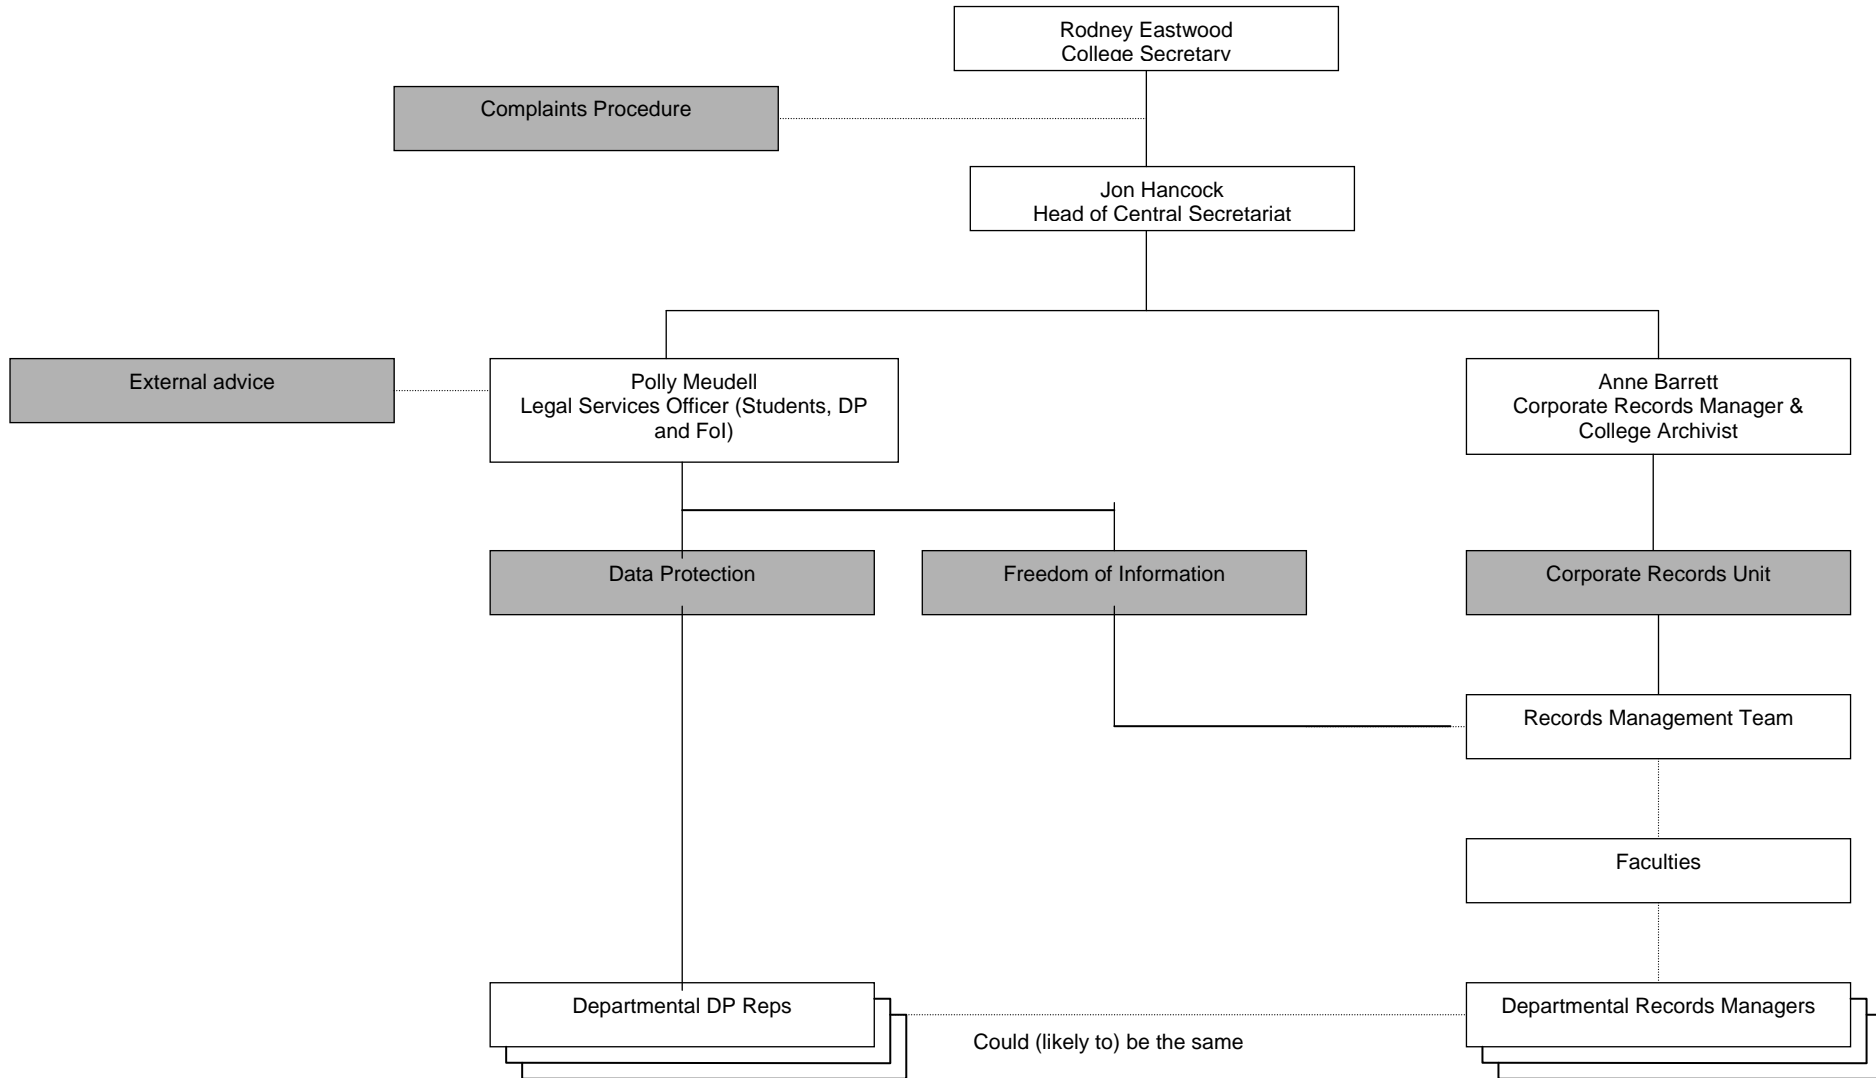 Rodney Eastwood
College Secretary
Complaints Procedure
Jon Hancock
Head of Central Secretariat
External advice
Polly Meudell
Legal Services Officer (Students, DP
and FoI)
Anne Barrett
Corporate Records Manager &
College Archivist
Data Protection
Freedom of Information
Corporate Records Unit
Records Management Team
Faculties
Departmental DP Reps
Departmental Records Managers
Could (likely to) be the same